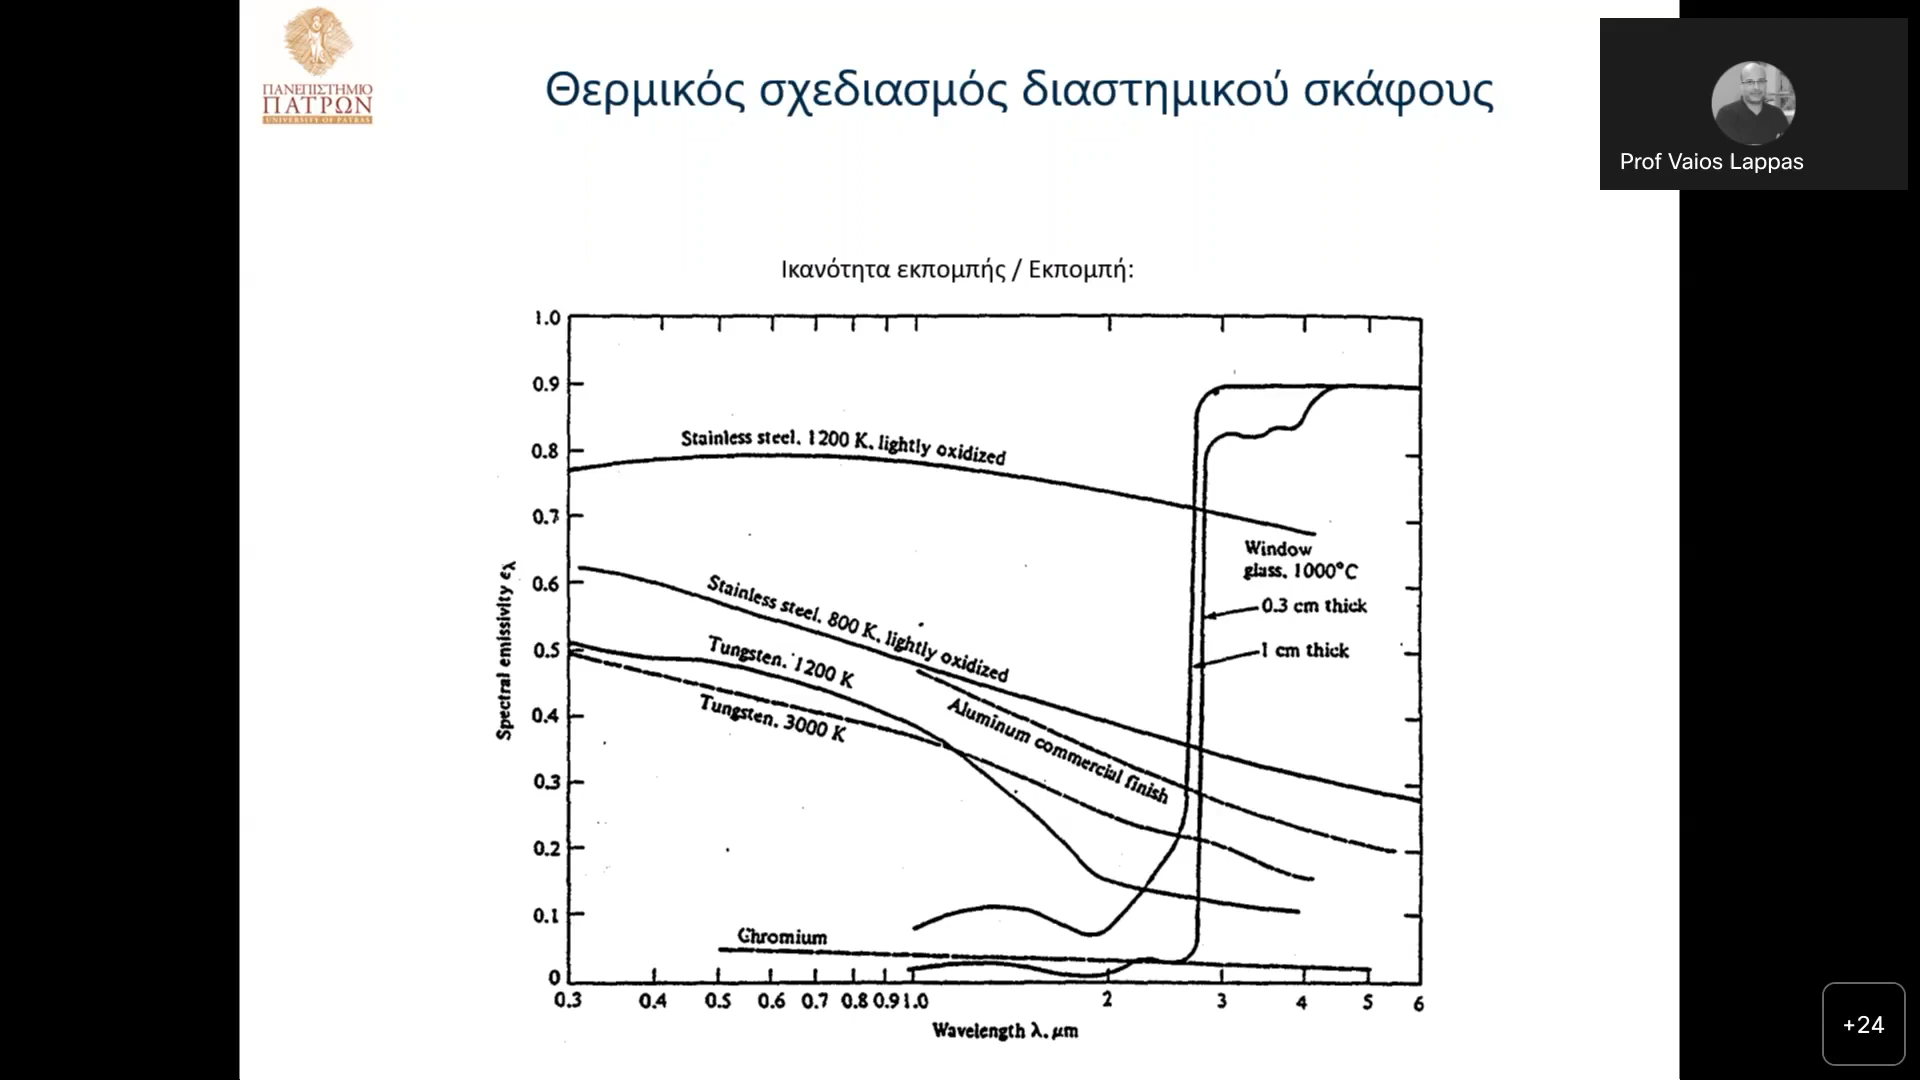 ΠΑΝΕΠΙΣΤΗΜΙΟ
ΠΑΤΡΩΝ
UNIVERSITY OF PATRAS
Θερμικός σχεδιασμός διαστημικού σκάφους
Prof Vaios Lappas
Ικανότητα εκπομπής / Εκπομπή:
1.0
0.9
0.8
0.7
0.6
0.5
0.4
0.3
0.2
0.1
0
Spectral emissivity ελ
Stainless steel. 1200 K. lightly oxidized
Stainless steel. 800 K. lightly oxidized
Tungsten. 1200 K
Tungsten. 3000 K
Aluminum commercial finish
Window
glass. 1000°C
0.3 cm thick
1 cm thick
Chromium
0.3 0.4 0.5 0.6 0.7 0.8 0.9 1.0 2 3 4 5 6
Wavelength λ. μm
+24